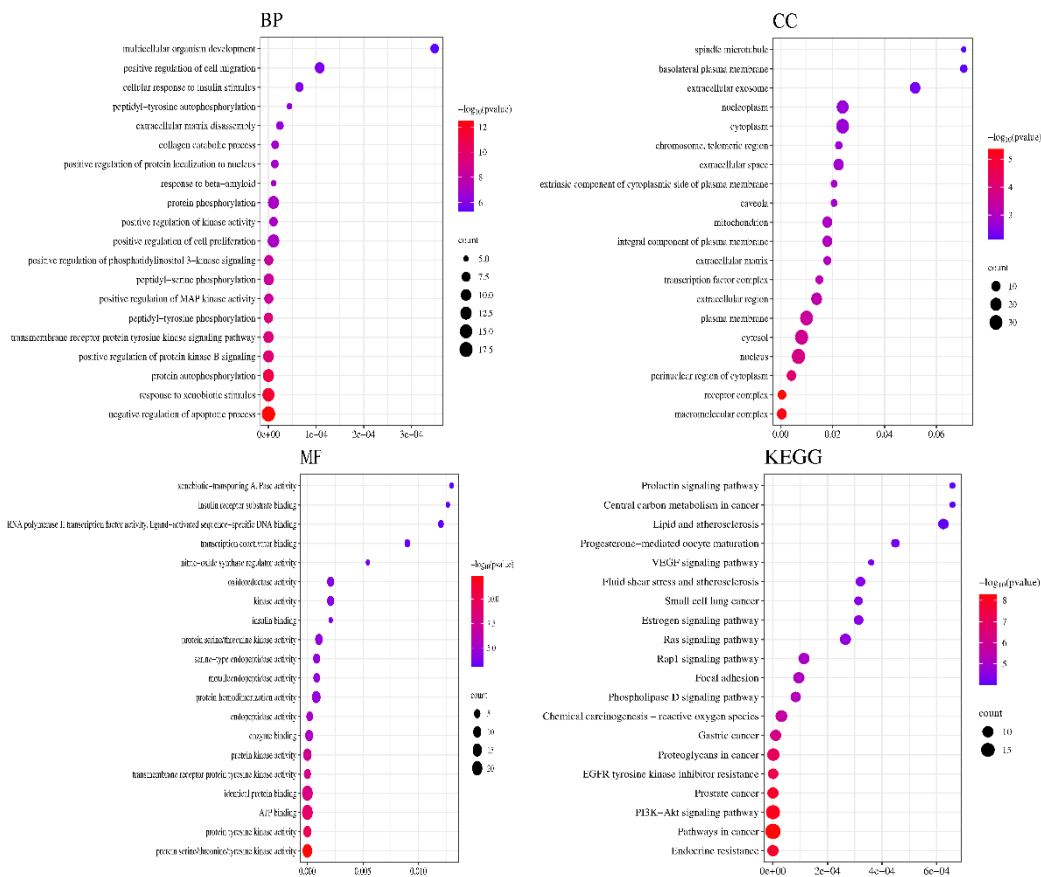 BP
multicellular organism development
positive regulation of cell migration
cellular response to insulin stimulus
peptidyl−tyrosine autophosphorylation
extracellular matrix disassembly
collagen catabolic process
positive regulation of protein localization to nucleus
response to beta−amyloid
protein phosphorylation
positive regulation of kinase activity
positive regulation of cell proliferation
positive regulation of phosphatidylinositol 3−kinase signaling
peptidyl−serine phosphorylation
positive regulation of MAP kinase activity
peptidyl−tyrosine phosphorylation
transmembrane receptor protein tyrosine kinase signaling pathway
positive regulation of protein kinase B signaling
protein autophosphorylation
response to xenobiotic stimulus
negative regulation of apoptotic process
0e+00 1e−04 2e−04 3e−04
−log₁₀(pvalue)
12
10
8
6
count
5.0
7.5
10.0
12.5
15.0
17.5
CC
spindle microtubule
basolateral plasma membrane
extracellular exosome
nucleoplasm
cytoplasm
chromosome, telomeric region
extracellular space
extrinsic component of cytoplasmic side of plasma membrane
caveola
mitochondrion
integral component of plasma membrane
extracellular matrix
transcription factor complex
extracellular region
plasma membrane
cytosol
nucleus
perinuclear region of cytoplasm
receptor complex
macromolecular complex
0.00 0.02 0.04 0.06
−log₁₀(pvalue)
5
4
3
count
10
20
30
MF
insulin receptor substrate binding
nitric−oxide synthase regulator activity
oxidoreductase activity
kinase activity
insulin binding
protein serine/threonine kinase activity
serine−type endopeptidase activity
metalloendopeptidase activity
protein homodimerization activity
endopeptidase activity
enzyme binding
protein kinase activity
transmembrane receptor protein tyrosine kinase activity
identical protein binding
ATP binding
protein tyrosine kinase activity
protein serine/threonine/tyrosine kinase activity
0.000 0.005 0.010
−log₁₀(pvalue)
10.0
7.5
5.0
count
5
10
15
20
KEGG
Prolactin signaling pathway
Central carbon metabolism in cancer
Lipid and atherosclerosis
Progesterone−mediated oocyte maturation
VEGF signaling pathway
Fluid shear stress and atherosclerosis
Small cell lung cancer
Estrogen signaling pathway
Ras signaling pathway
Rap1 signaling pathway
Focal adhesion
Phospholipase D signaling pathway
Chemical carcinogenesis − reactive oxygen species
Gastric cancer
Proteoglycans in cancer
EGFR tyrosine kinase inhibitor resistance
Prostate cancer
PI3K−Akt signaling pathway
Pathways in cancer
Endocrine resistance
0e+00 2e−04 4e−04 6e−04
−log₁₀(pvalue)
8
7
6
5
count
10
15